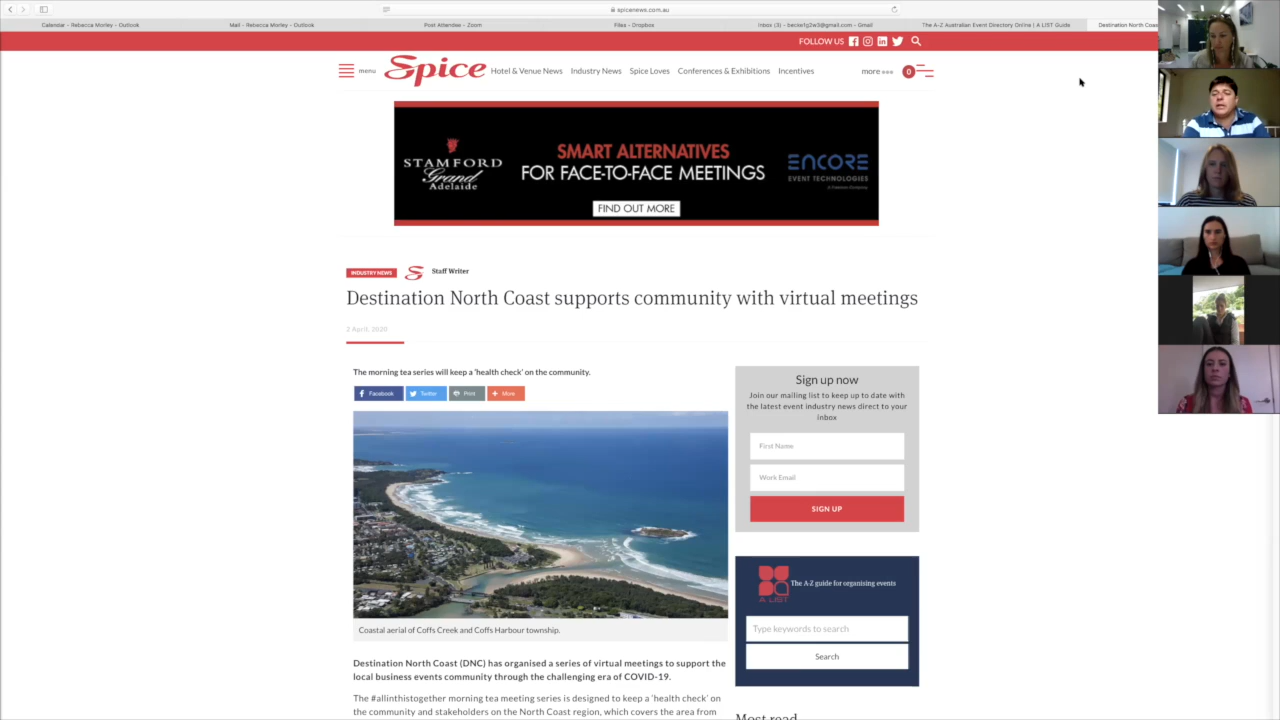 spicenews.com.au
Calendar - Rebecca Morley - Outlook
Mail - Rebecca Morley - Outlook
Post Attendee - Zoom
Files - Dropbox
Inbox (3) - beckie1g2w3@gmail.com - Gmail
The A-Z Australian Event Directory Online | A LIST Guide
Destination North Coas
FOLLOW US
menu
Spice
Hotel & Venue News
Industry News
Spice Loves
Conferences & Exhibitions
Incentives
more
0
STAMFORD
Grand
Adelaide
SMART ALTERNATIVES
FOR FACE-TO-FACE MEETINGS
FIND OUT MORE
ENCORE
EVENT TECHNOLOGIES
INDUSTRY NEWS
Staff Writer
Destination North Coast supports community with virtual meetings
2 April, 2020
The morning tea series will keep a 'health check' on the community.
Facebook
Twitter
Print
More
Coastal aerial of Coffs Creek and Coffs Harbour township.
Destination North Coast (DNC) has organised a series of virtual meetings to support the
local business events community through the challenging era of COVID-19.
The #allinthistogether morning tea meeting series is designed to keep a 'health check' on
the community and stakeholders on the North Coast region, which covers the area from
Sign up now
Join our mailing list to keep up to date with
the latest event industry news direct to your
inbox
First Name
Work Email
SIGN UP
A LIST
The A-Z guide for organising events
Type keywords to search
Search
Most read